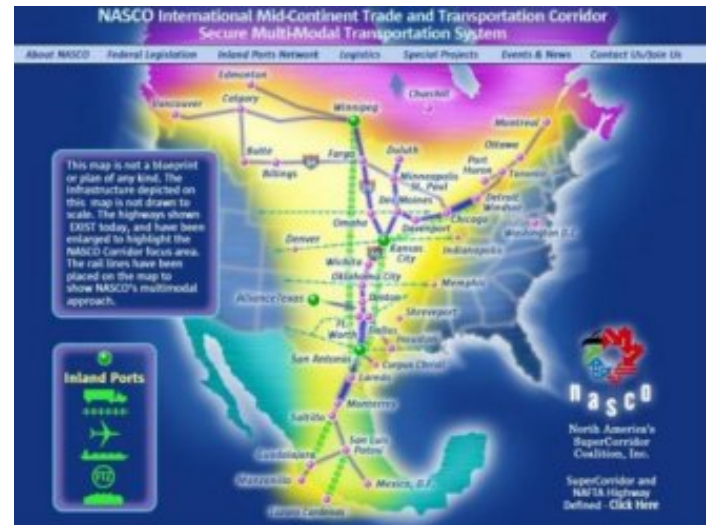 NASCO International Mid-Continent Trade and Transportation Corridor
Secure Multi-Modal Transportation System
About NASCO Federal Legislation Inland Ports Network Logistics Special Projects Events & News Contact Us/Join Us
Edmonton
Vancouver
Calgary
Winnipeg
Churchill
Montreal
Ottawa
Butte
Billings
Fargo
Duluth
Minneapolis
St. Paul
Port
Huron
Toronto
Detroit
Windsor
Des Moines
Chicago
Davenport
Omaha
Washington D.C.
Denver
Kansas
City
Indianapolis
Wichita
Oklahoma City
Memphis
AllianceTexas
Denton
Shreveport
Ft.
Worth
Dallas
Houston
San Antonio
Corpus Christi
Laredo
Monterrey
Saltillo
San Luis
Potosi
Guadalajara
Manzanillo
Mexico, D.F.
Lazaro Cardenas
This map is not a blueprint
or plan of any kind. The
infrastructure depicted on
this map is not drawn to
scale. The highways shown
EXIST today, and have been
enlarged to highlight the
NASCO Corridor focus area.
The rail lines have been
placed on the map to
show NASCO's multimodal
approach.
Inland Ports
FTZ
nasco
North America's
SuperCorridor
Coalition, Inc.
SuperCorridor and
NAFTA Highway
Defined - Click Here